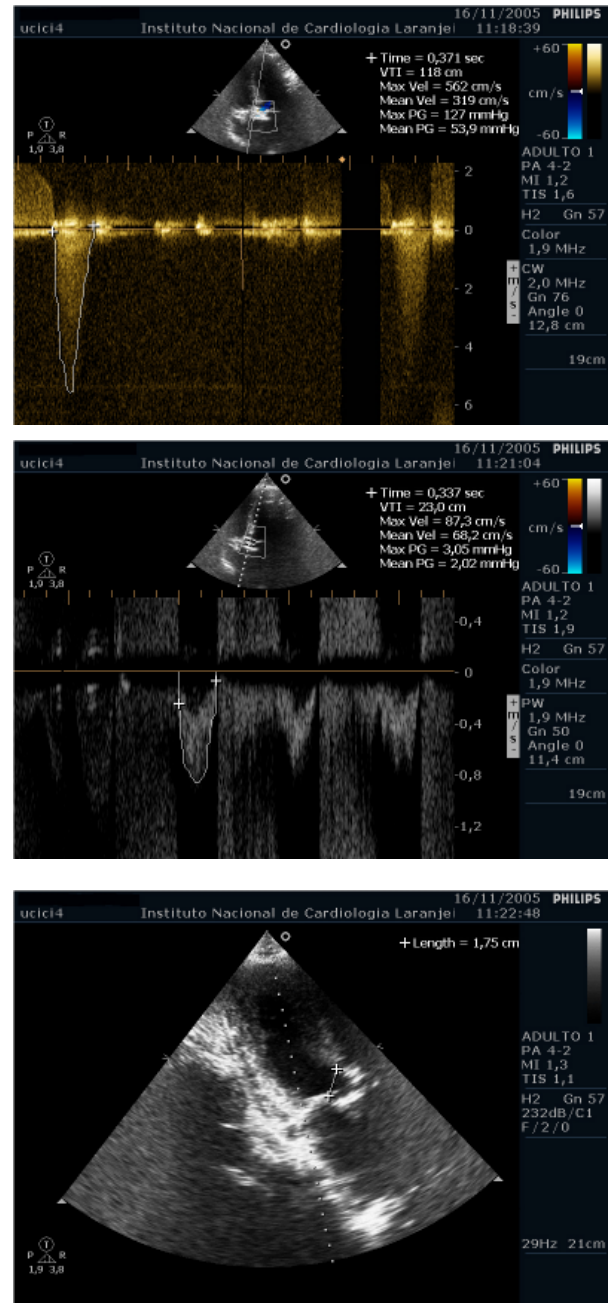 16/11/2005 PHILIPS
ucici4 Instituto Nacional de Cardiologia Laranjei 11:18:39
+ Time = 0,371 sec
VTI = 118 cm
Max Vel = 562 cm/s
Mean Vel = 319 cm/s
Max PG = 127 mmHg
Mean PG = 53,9 mmHg
+60
cm/s
-60
T
P R
1,9 3,8
ADULTO 1
PA 4-2
MI 1,2
TIS 1,6
H2 Gn 57
Color
1,9 MHz
CW
2,0 MHz
Gn 76
Angle 0
12,8 cm
19cm
2
0
2
4
6
+
m
/
s
-
16/11/2005 PHILIPS
ucici4 Instituto Nacional de Cardiologia Laranjei 11:21:04
+ Time = 0,337 sec
VTI = 23,0 cm
Max Vel = 87,3 cm/s
Mean Vel = 68,2 cm/s
Max PG = 3,05 mmHg
Mean PG = 2,02 mmHg
+60
cm/s
-60
T
P R
1,9 3,8
ADULTO 1
PA 4-2
MI 1,2
TIS 1,9
H2 Gn 57
Color
1,9 MHz
PW
1,9 MHz
Gn 50
Angle 0
11,4 cm
19cm
-0,4
0
-0,4
-0,8
-1,2
+
m
/
s
-
16/11/2005 PHILIPS
ucici4 Instituto Nacional de Cardiologia Laranjei 11:22:48
+ Length = 1,75 cm
ADULTO 1
PA 4-2
MI 1,3
TIS 1,1
H2 Gn 57
232dB/C1
F/2/0
T
P R
1,9 3,8
29Hz 21cm